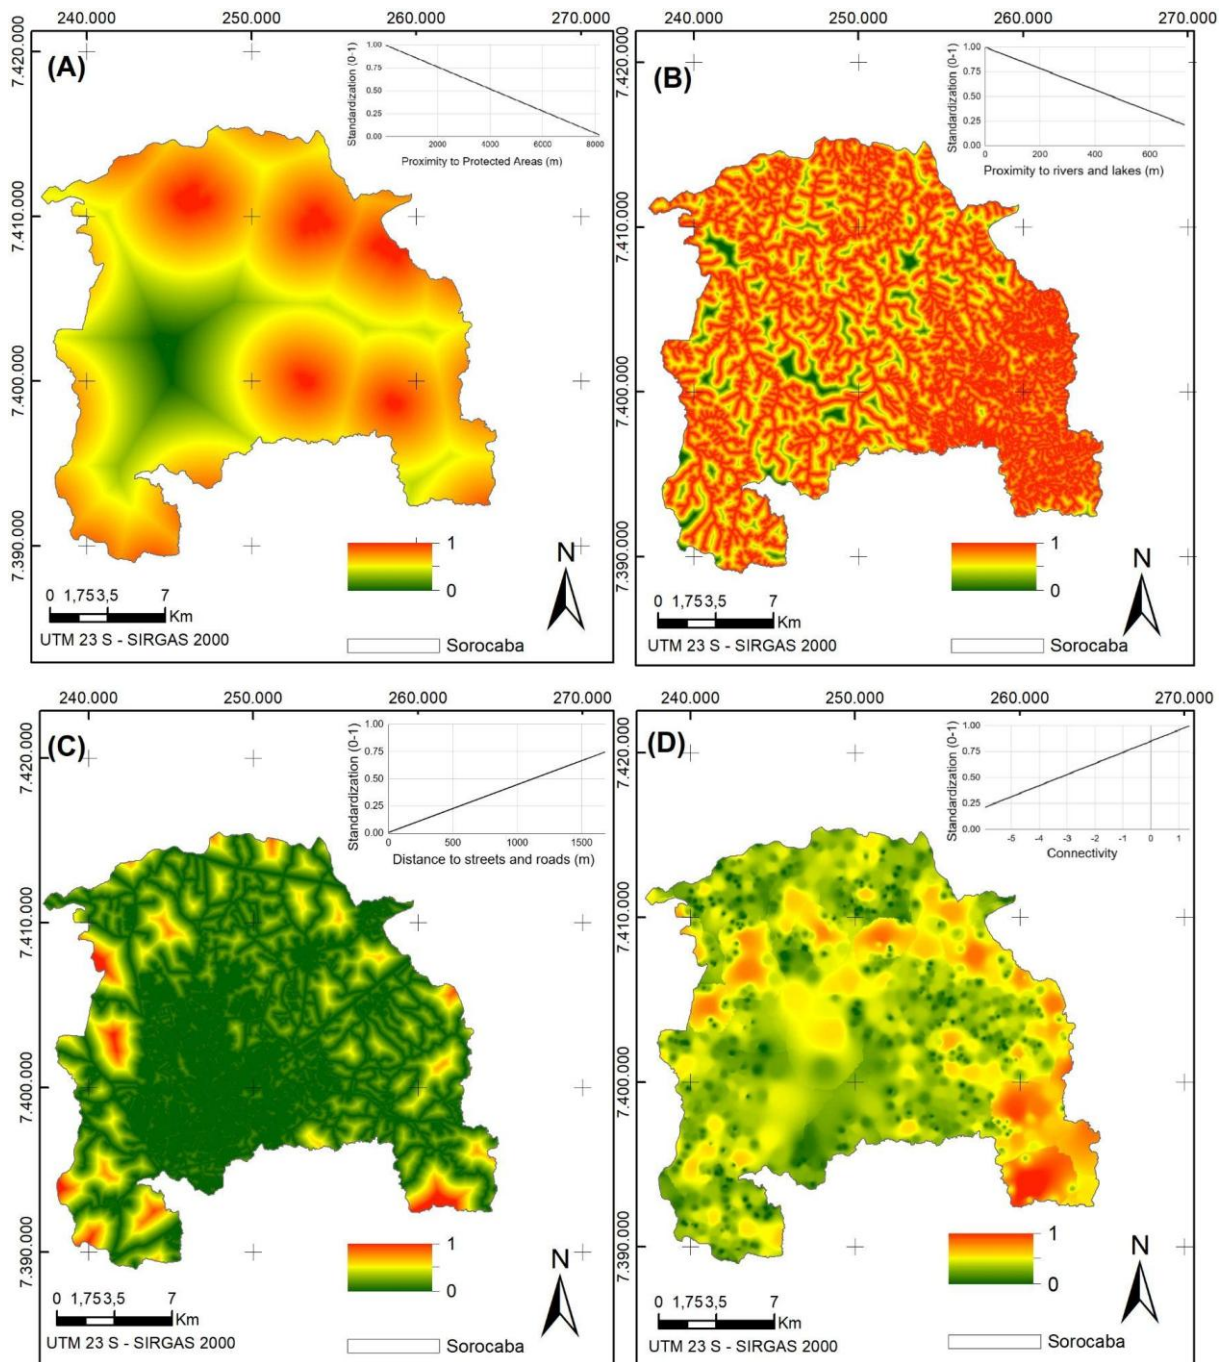 240.000 250.000 260.000 270.000
7.420.000
7.410.000
7.400.000
7.390.000
(A)
Standardization (0-1)
1.00
0.75
0.50
0.25
0.00
2000 4000 6000 8000
Proximity to Protected Areas (m)
1
0
N
0 1,75 3,5 7
Km
UTM 23 S - SIRGAS 2000
Sorocaba
240.000 250.000 260.000 270.000
7.420.000
7.410.000
7.400.000
7.390.000
(B)
Standardization (0-1)
1.00
0.75
0.50
0.25
0.00
0 200 400 600
Proximity to rivers and lakes (m)
1
0
N
0 1,75 3,5 7
Km
UTM 23 S - SIRGAS 2000
Sorocaba
240.000 250.000 260.000 270.000
7.420.000
7.410.000
7.400.000
7.390.000
(C)
Standardization (0-1)
1.00
0.75
0.50
0.25
0.00
0 500 1000 1500
Distance to streets and roads (m)
1
0
N
0 1,75 3,5 7
Km
UTM 23 S - SIRGAS 2000
Sorocaba
240.000 250.000 260.000 270.000
7.420.000
7.410.000
7.400.000
7.390.000
(D)
Standardization (0-1)
1.00
0.75
0.50
0.25
0.00
-5 -4 -3 -2 -1 0 1
Connectivity
1
0
N
0 1,75 3,5 7
Km
UTM 23 S - SIRGAS 2000
Sorocaba